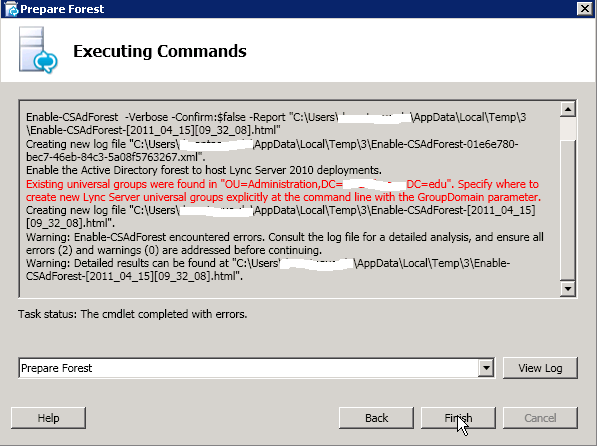 Prepare Forest
Executing Commands
Enable-CSAdForest -Verbose -Confirm:$false -Report "C:\Users\ \AppData\Local\Temp\3
\Enable-CSAdForest-[2011_04_15][09_32_08].html"
Creating new log file "C:\Users\ \AppData\Local\Temp\3\Enable-CSAdForest-01e6e780-
bec7-46eb-84c3-5a08f5763267.xml".
Enable the Active Directory forest to host Lync Server 2010 deployments.
Existing universal groups were found in "OU=Administration,DC= DC=edu". Specify where to
create new Lync Server universal groups explicitly at the command line with the GroupDomain parameter.
Creating new log file "C:\Users\ \AppData\Local\Temp\3\Enable-CSAdForest-[2011_04_15]
[09_32_08].html".
Warning: Enable-CSAdForest encountered errors. Consult the log file for a detailed analysis, and ensure all
errors (2) and warnings (0) are addressed before continuing.
Warning: Detailed results can be found at "C:\Users\ \AppData\Local\Temp\3\Enable-
CSAdForest-[2011_04_15][09_32_08].html".
Task status: The cmdlet completed with errors.
Prepare Forest
View Log
Help
Back
Finish
Cancel